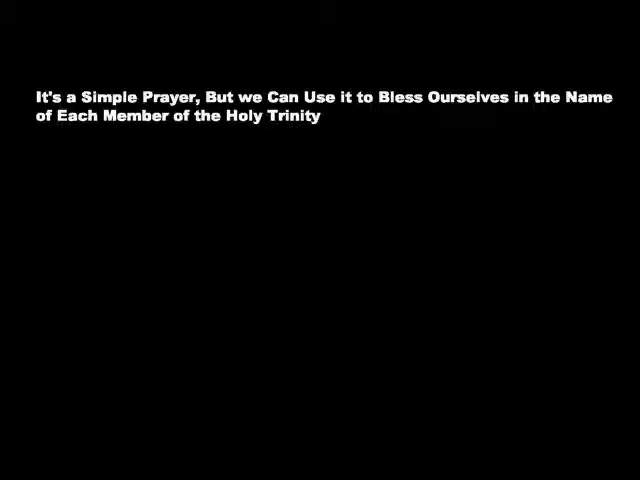 It's a Simple Prayer, But we Can Use it to Bless Ourselves in the Name
of Each Member of the Holy Trinity